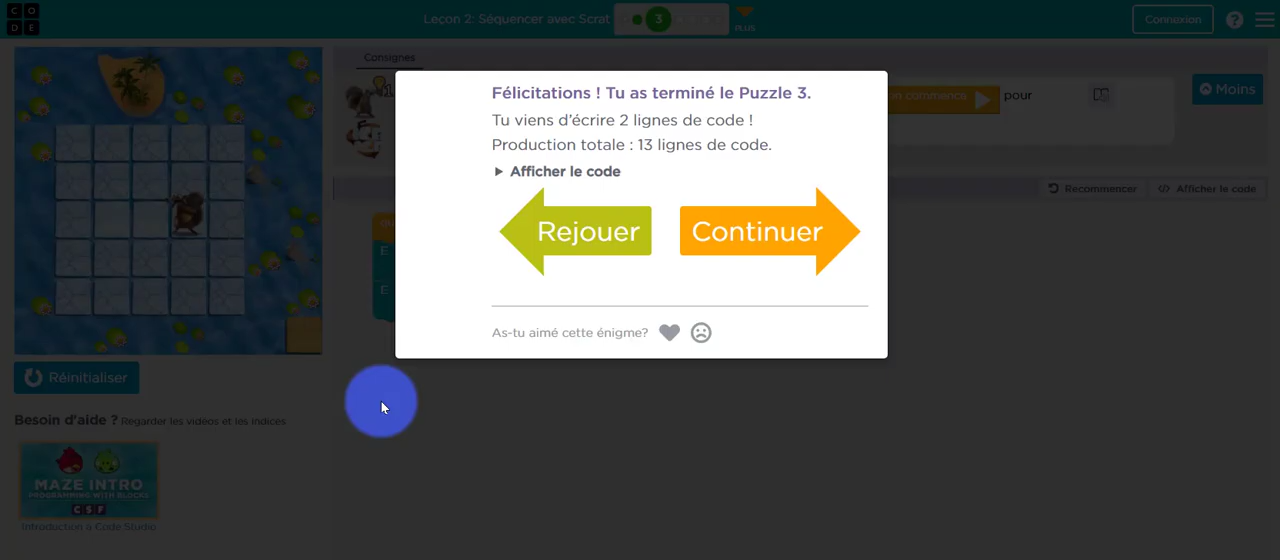 C O
D E
Leçon 2: Séquencer avec Scrat
3
PLUS
Connexion
?
Consignes
pour
Moins
Félicitations ! Tu as terminé le Puzzle 3.
Tu viens d'écrire 2 lignes de code !
Production totale : 13 lignes de code.
Afficher le code
Rejouer
Continuer
As-tu aimé cette énigme?
Recommencer
Afficher le code
E
E
Réinitialiser
Besoin d'aide ? Regarder les vidéos et les indices
MAZE INTRO
PROGRAMMING WITH BLOCKS
C S F
Introduction à Code Studio